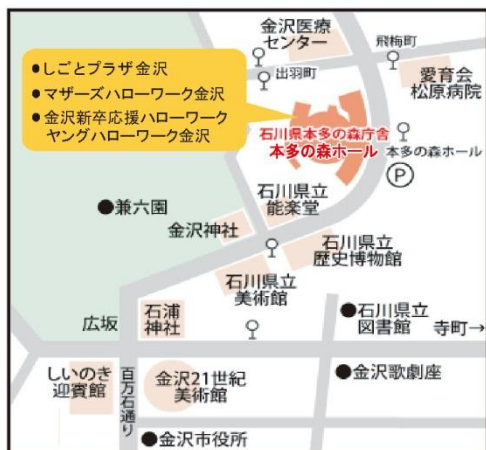 金沢医療
センター
飛梅町
●しごとプラザ金沢
●マザーズハローワーク金沢
●金沢新卒応援ハローワーク
ヤングハローワーク金沢
出羽町
愛育会
松原病院
石川県本多の森庁舎
本多の森ホール
本多の森ホール
P
石川県立
能楽堂
●兼六園
金沢神社
石川県立
歴史博物館
石川県立
美術館
広坂
石浦
神社
●石川県立
図書館
寺町→
しいのき
迎賓館
百万石通り
金沢21世紀
美術館
●金沢歌劇座
●金沢市役所